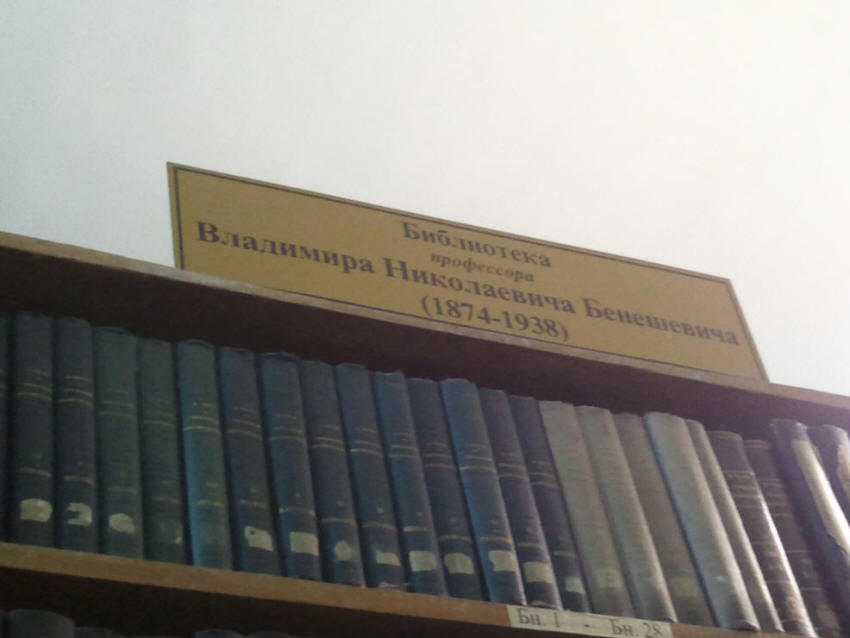 Библиотека
профессора
Владимира Николаевича Бенешевича
(1874-1938)
Бн. 1 - Бн. 28